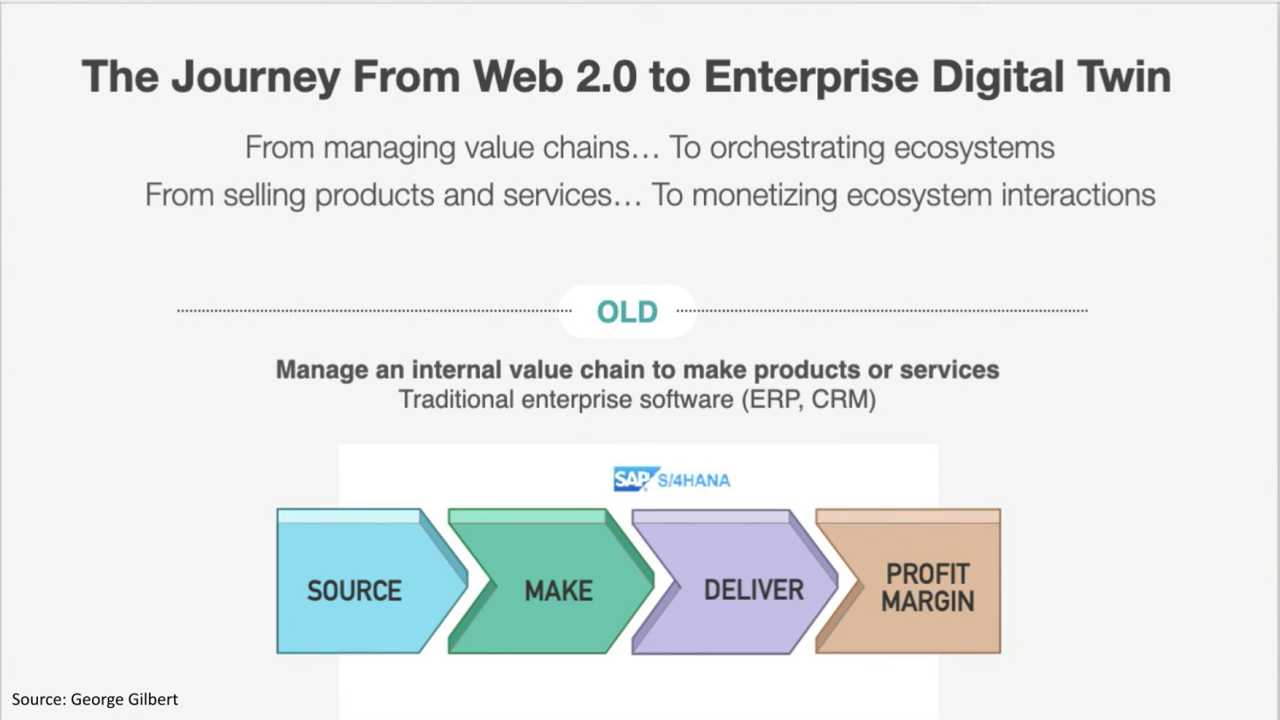 The Journey From Web 2.0 to Enterprise Digital Twin
From managing value chains… To orchestrating ecosystems
From selling products and services… To monetizing ecosystem interactions
OLD
Manage an internal value chain to make products or services
Traditional enterprise software (ERP, CRM)
SAP S/4HANA
SOURCE
MAKE
DELIVER
PROFIT
MARGIN
Source: George Gilbert